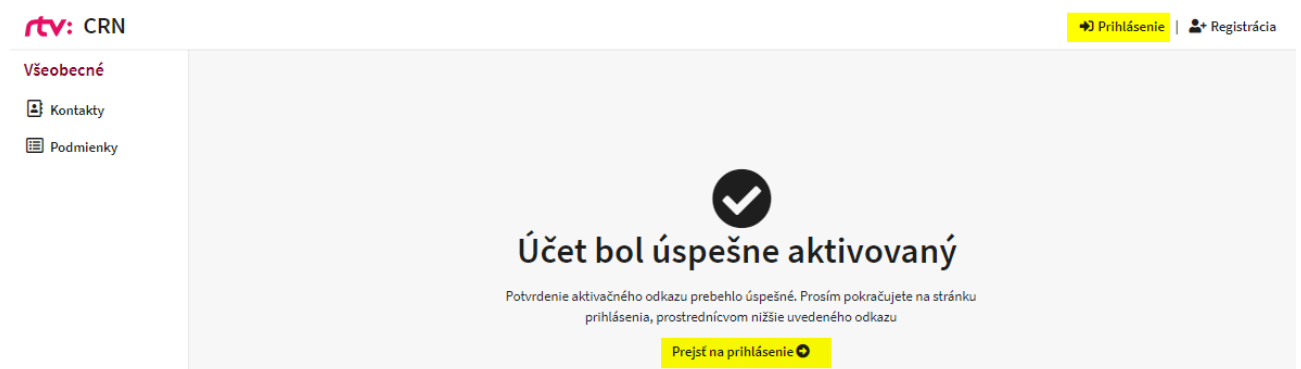 rtv: CRN
Prihlásenie | Registrácia
Všeobecné
Kontakty
Podmienky
Účet bol úspešne aktivovaný
Potvrdenie aktivačného odkazu prebehlo úspešné. Prosím pokračujete na stránku
prihlásenia, prostredníctvom nižšie uvedeného odkazu
Prejsť na prihlásenie